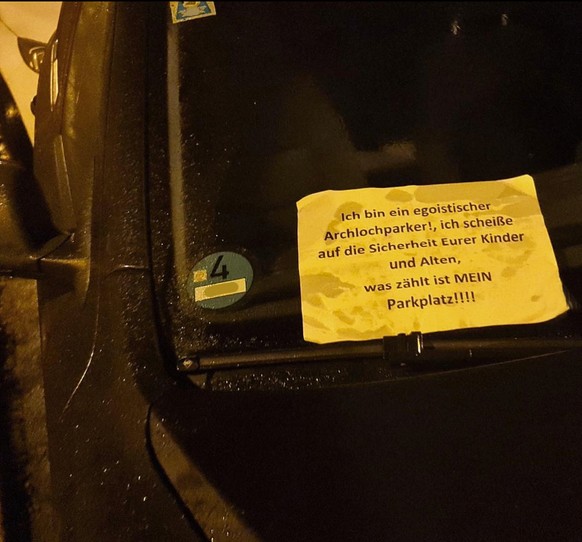 Ich bin ein egoistischer
Archlochparker!, ich scheiße
auf die Sicherheit Eurer Kinder
und Alten,
was zählt ist MEIN
Parkplatz!!!!
4